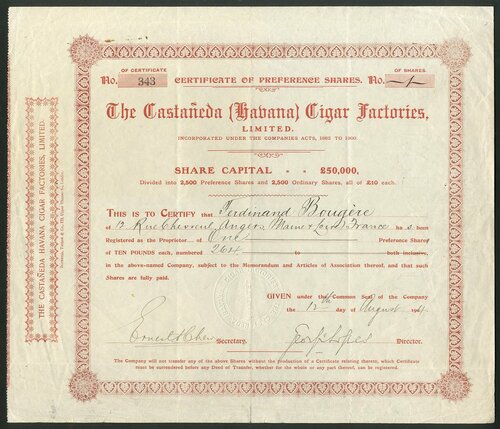 OF CERTIFICATE
No. 343
CERTIFICATE OF PREFERENCE SHARES.
OF SHARES.
No. 1
The Castañeda (Havana) Cigar Factories,
LIMITED.
INCORPORATED UNDER THE COMPANIES ACTS, 1862 TO 1900.
SHARE CAPITAL - - £50,000,
Divided into 2,500 Preference Shares and 2,500 Ordinary Shares, all of £10 each.
THIS IS TO CERTIFY that Ferdinand Bougère
of 12 Rue Angers (Maine & Loire) France has been
Registered as the Proprietor of One Preference Share
OF TEN POUNDS each, numbered 264 to both inclusive,
in the above-named Company, subject to the Memorandum and Articles of Association thereof, and that such
Shares are fully paid.
GIVEN under the Common Seal of the Company
the 12th day of August 1904
Secretary.
Director.
The Company will not transfer any of the above Shares without the Production of a Certificate relating thereto, which Certificate
must be surrendered before any Deed of Transfer, whether for the whole or any part thereof, can be registered.
THE CASTAÑEDA HAVANA CIGAR FACTORIES, LIMITED.